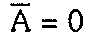 A̅ = 0